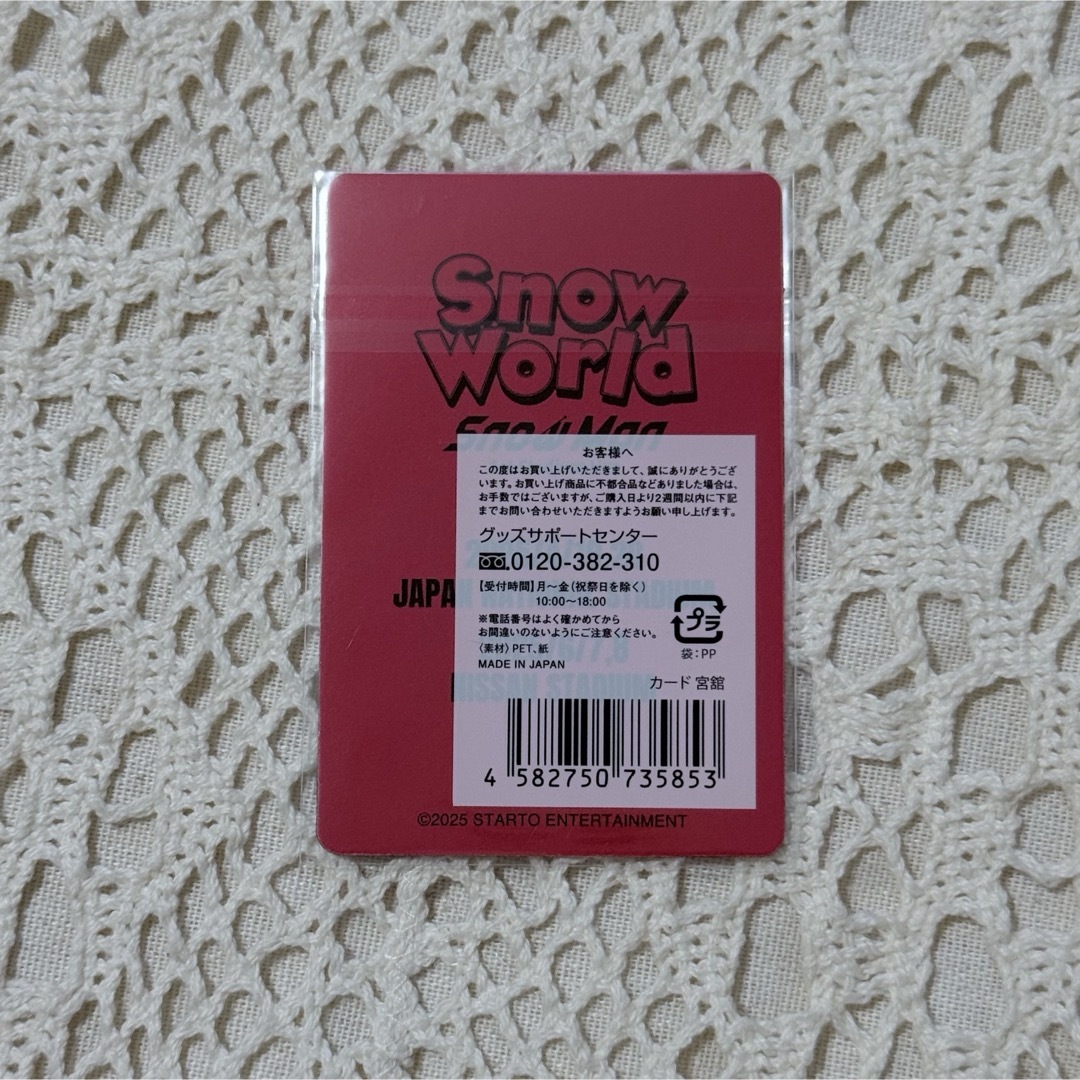 Snow
World
Snow Man
お客様へ
この度はお買い上げいただきまして、誠にありがとうござ
います。お買い上げ商品に不都合品などありました場合は、
お手数ではございますが、ご購入日より2週間以内に下記
までお問い合わせいただきますようお願い申し上げます。
グッズサポートセンター
0120-382-310
【受付時間】月～金(祝祭日を除く)
10:00～18:00
※電話番号はよく確かめてから
お間違いのないようにご注意ください。
〈素材〉PET、紙
MADE IN JAPAN
プラ
袋:PP
カード 宮舘
JAPAN NATIONAL STADIUM
NISSAN STADIUM
4 582750 735853
©2025 STARTO ENTERTAINMENT